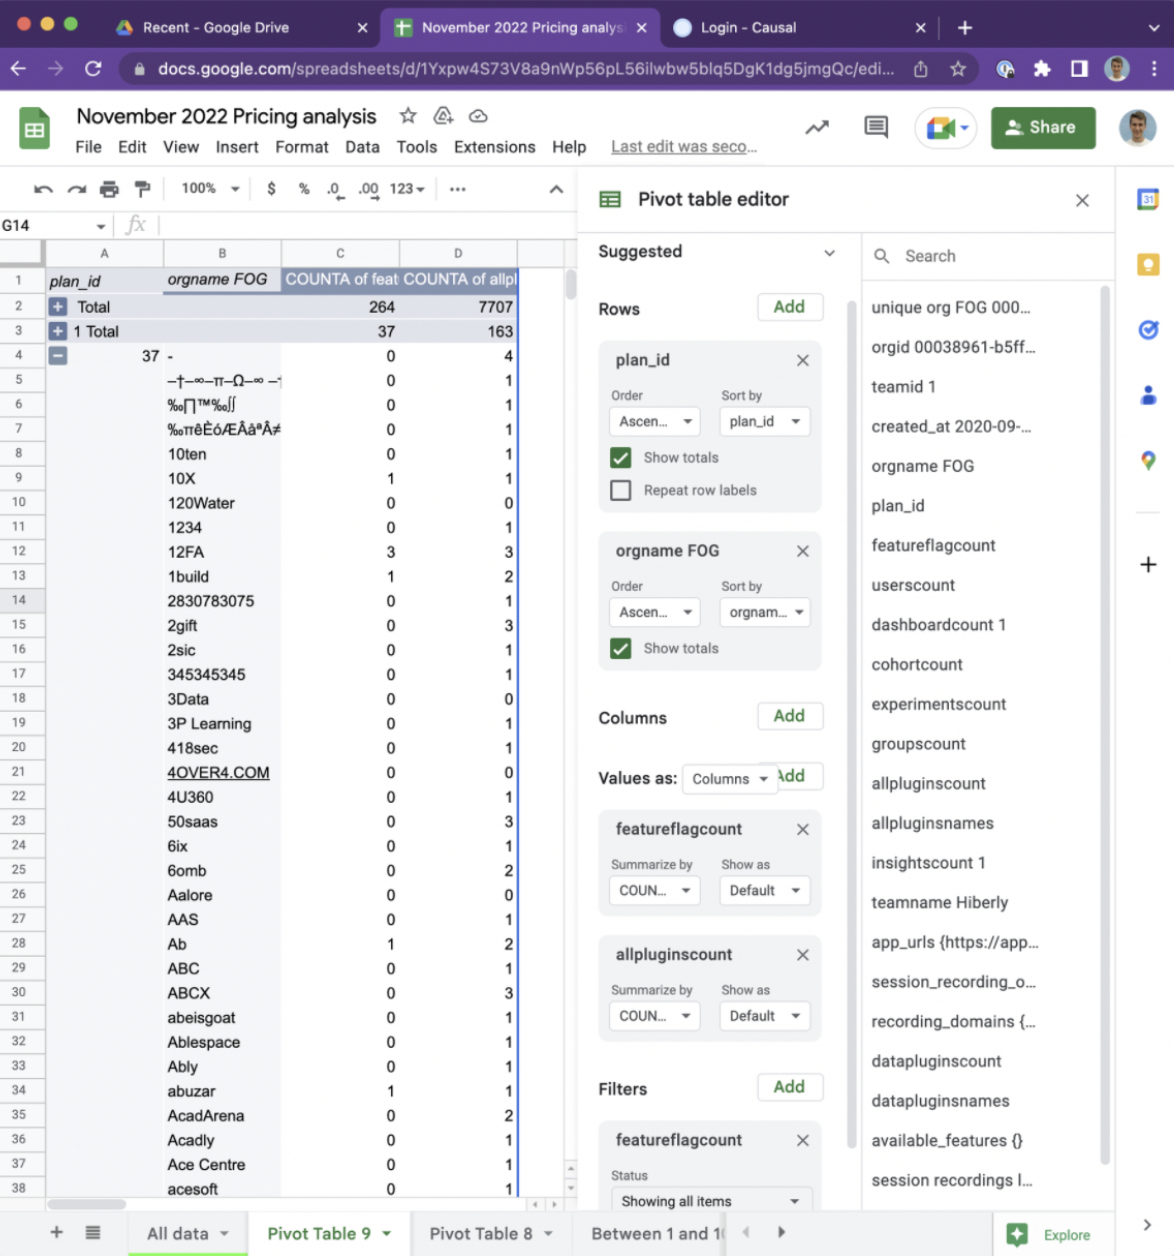 Recent - Google Drive
November 2022 Pricing analys
Login - Causal
docs.google.com/spreadsheets/d/1Yxpw4S73V8a9nWp56pL56ilwbw5blq5DgK1dg5jmgQc/edi...
November 2022 Pricing analysis
Share
File Edit View Insert Format Data Tools Extensions Help Last edit was seco...
100% $ % .0 .00 123
Pivot table editor
G14 fx
A B C D
1 plan_id orgname FOG COUNTA of feat COUNTA of allpl
2 Total 264 7707
3 1 Total 37 163
4 37 - 0 4
5 0 1
6 ‰∏™‰∫∫ 0 1
7 0 1
8 10ten 0 1
9 10X 1 1
10 120Water 0 0
11 1234 0 1
12 12FA 3 3
13 1build 1 2
14 2830783075 0 1
15 2gift 0 3
16 2sic 0 1
17 345345345 0 1
18 3Data 0 0
19 3P Learning 0 1
20 418sec 0 1
21 4OVER4.COM 0 0
22 4U360 0 1
23 50saas 0 3
24 6ix 0 1
25 6omb 0 2
26 Aalore 0 0
27 AAS 0 1
28 Ab 1 2
29 ABC 0 1
30 ABCX 0 3
31 abeisgoat 0 1
32 Ablespace 0 1
33 Ably 0 1
34 abuzar 1 1
35 AcadArena 0 2
36 Acadly 0 1
37 Ace Centre 0 1
38 acesoft 0 1
Suggested
Rows Add
plan_id
Order Sort by
Ascen... plan_id
Show totals
Repeat row labels
orgname FOG
Order Sort by
Ascen... orgnam...
Show totals
Columns Add
Values as: Columns Add
featureflagcount
Summarize by Show as
COUN... Default
allpluginscount
Summarize by Show as
COUN... Default
Filters Add
featureflagcount
Status
Showing all items
Search
unique org FOG 000...
orgid 00038961-b5ff...
teamid 1
created_at 2020-09-...
orgname FOG
plan_id
featureflagcount
userscount
dashboardcount 1
cohortcount
experimentscount
groupscount
allpluginscount
allpluginsnames
insightscount 1
teamname Hiberly
app_urls {https://app...
session_recording_o...
recording_domains {...
datapluginscount
datapluginsnames
available_features {}
session recordings l...
31
All data Pivot Table 9 Pivot Table 8 Between 1 and 10
Explore